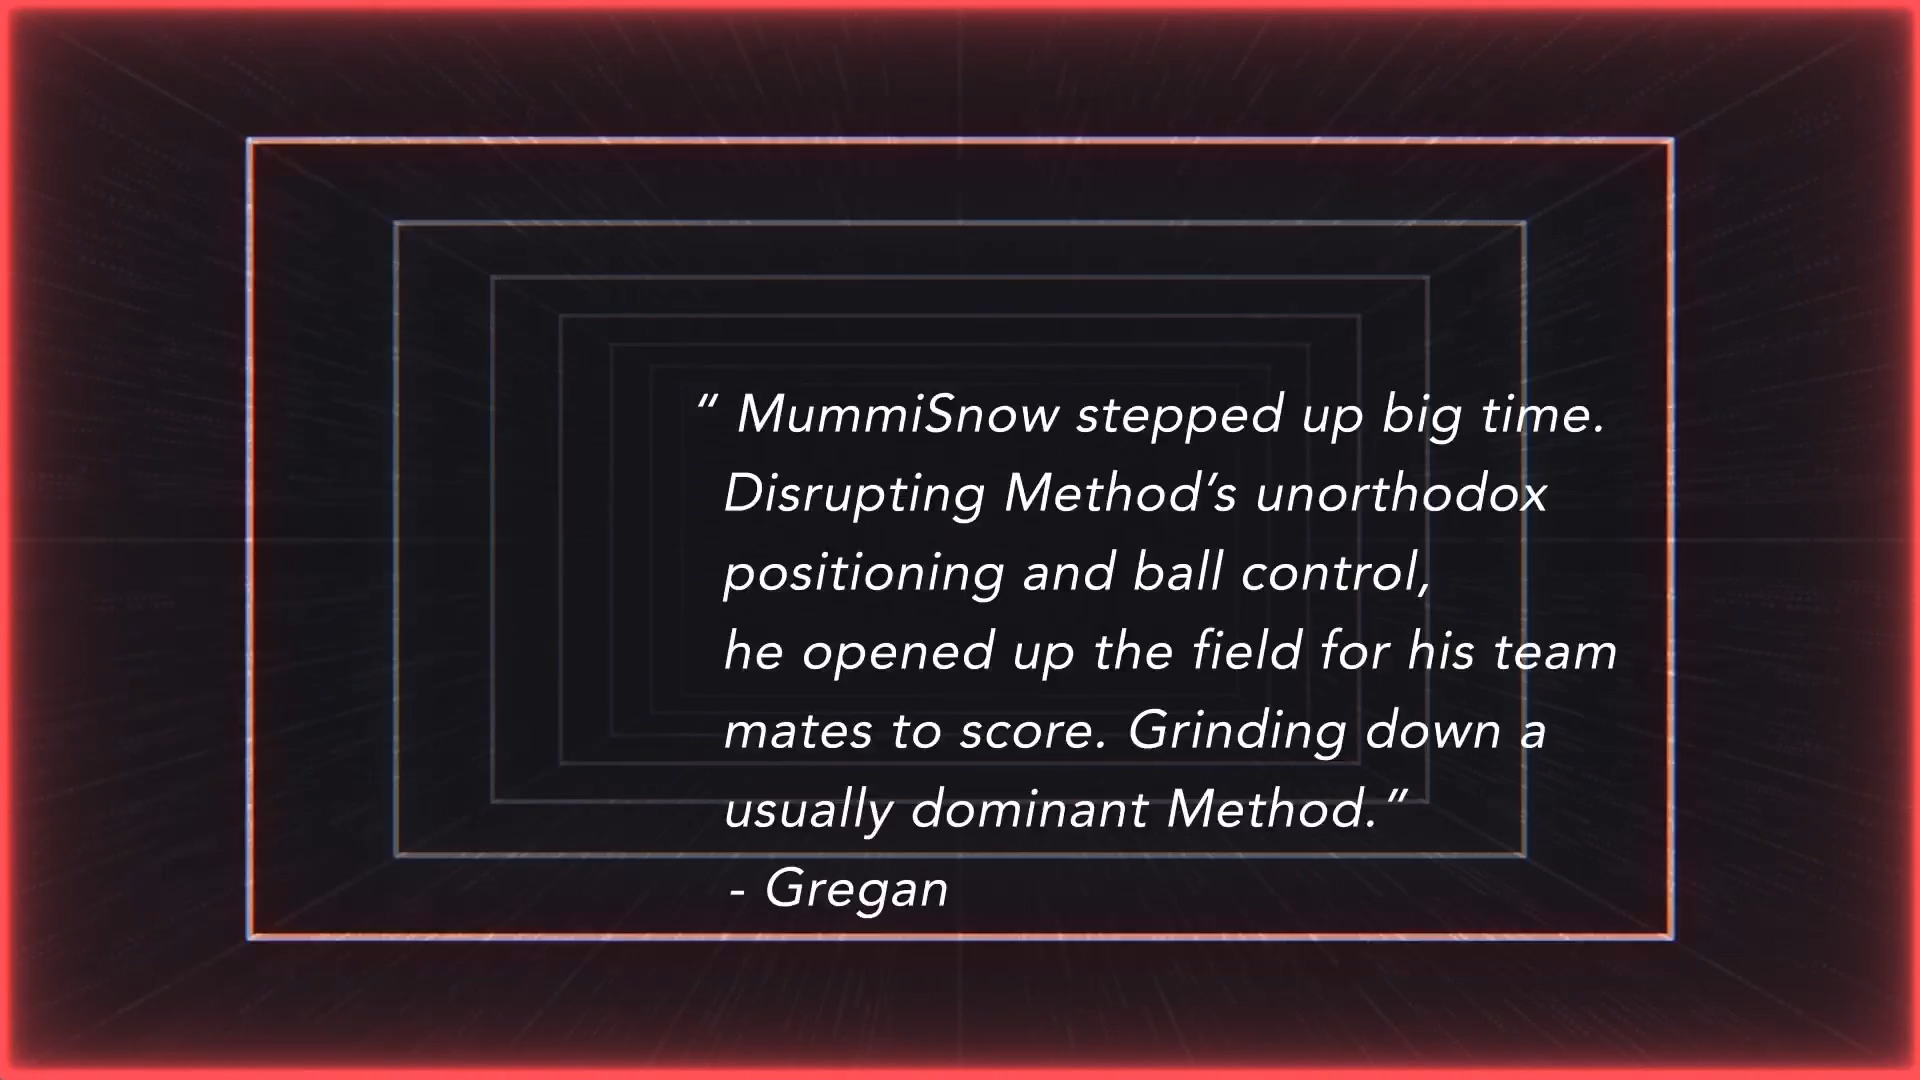 “ MummiSnow stepped up big time.
Disrupting Method’s unorthodox
positioning and ball control,
he opened up the field for his team
mates to score. Grinding down a
usually dominant Method.”
- Gregan